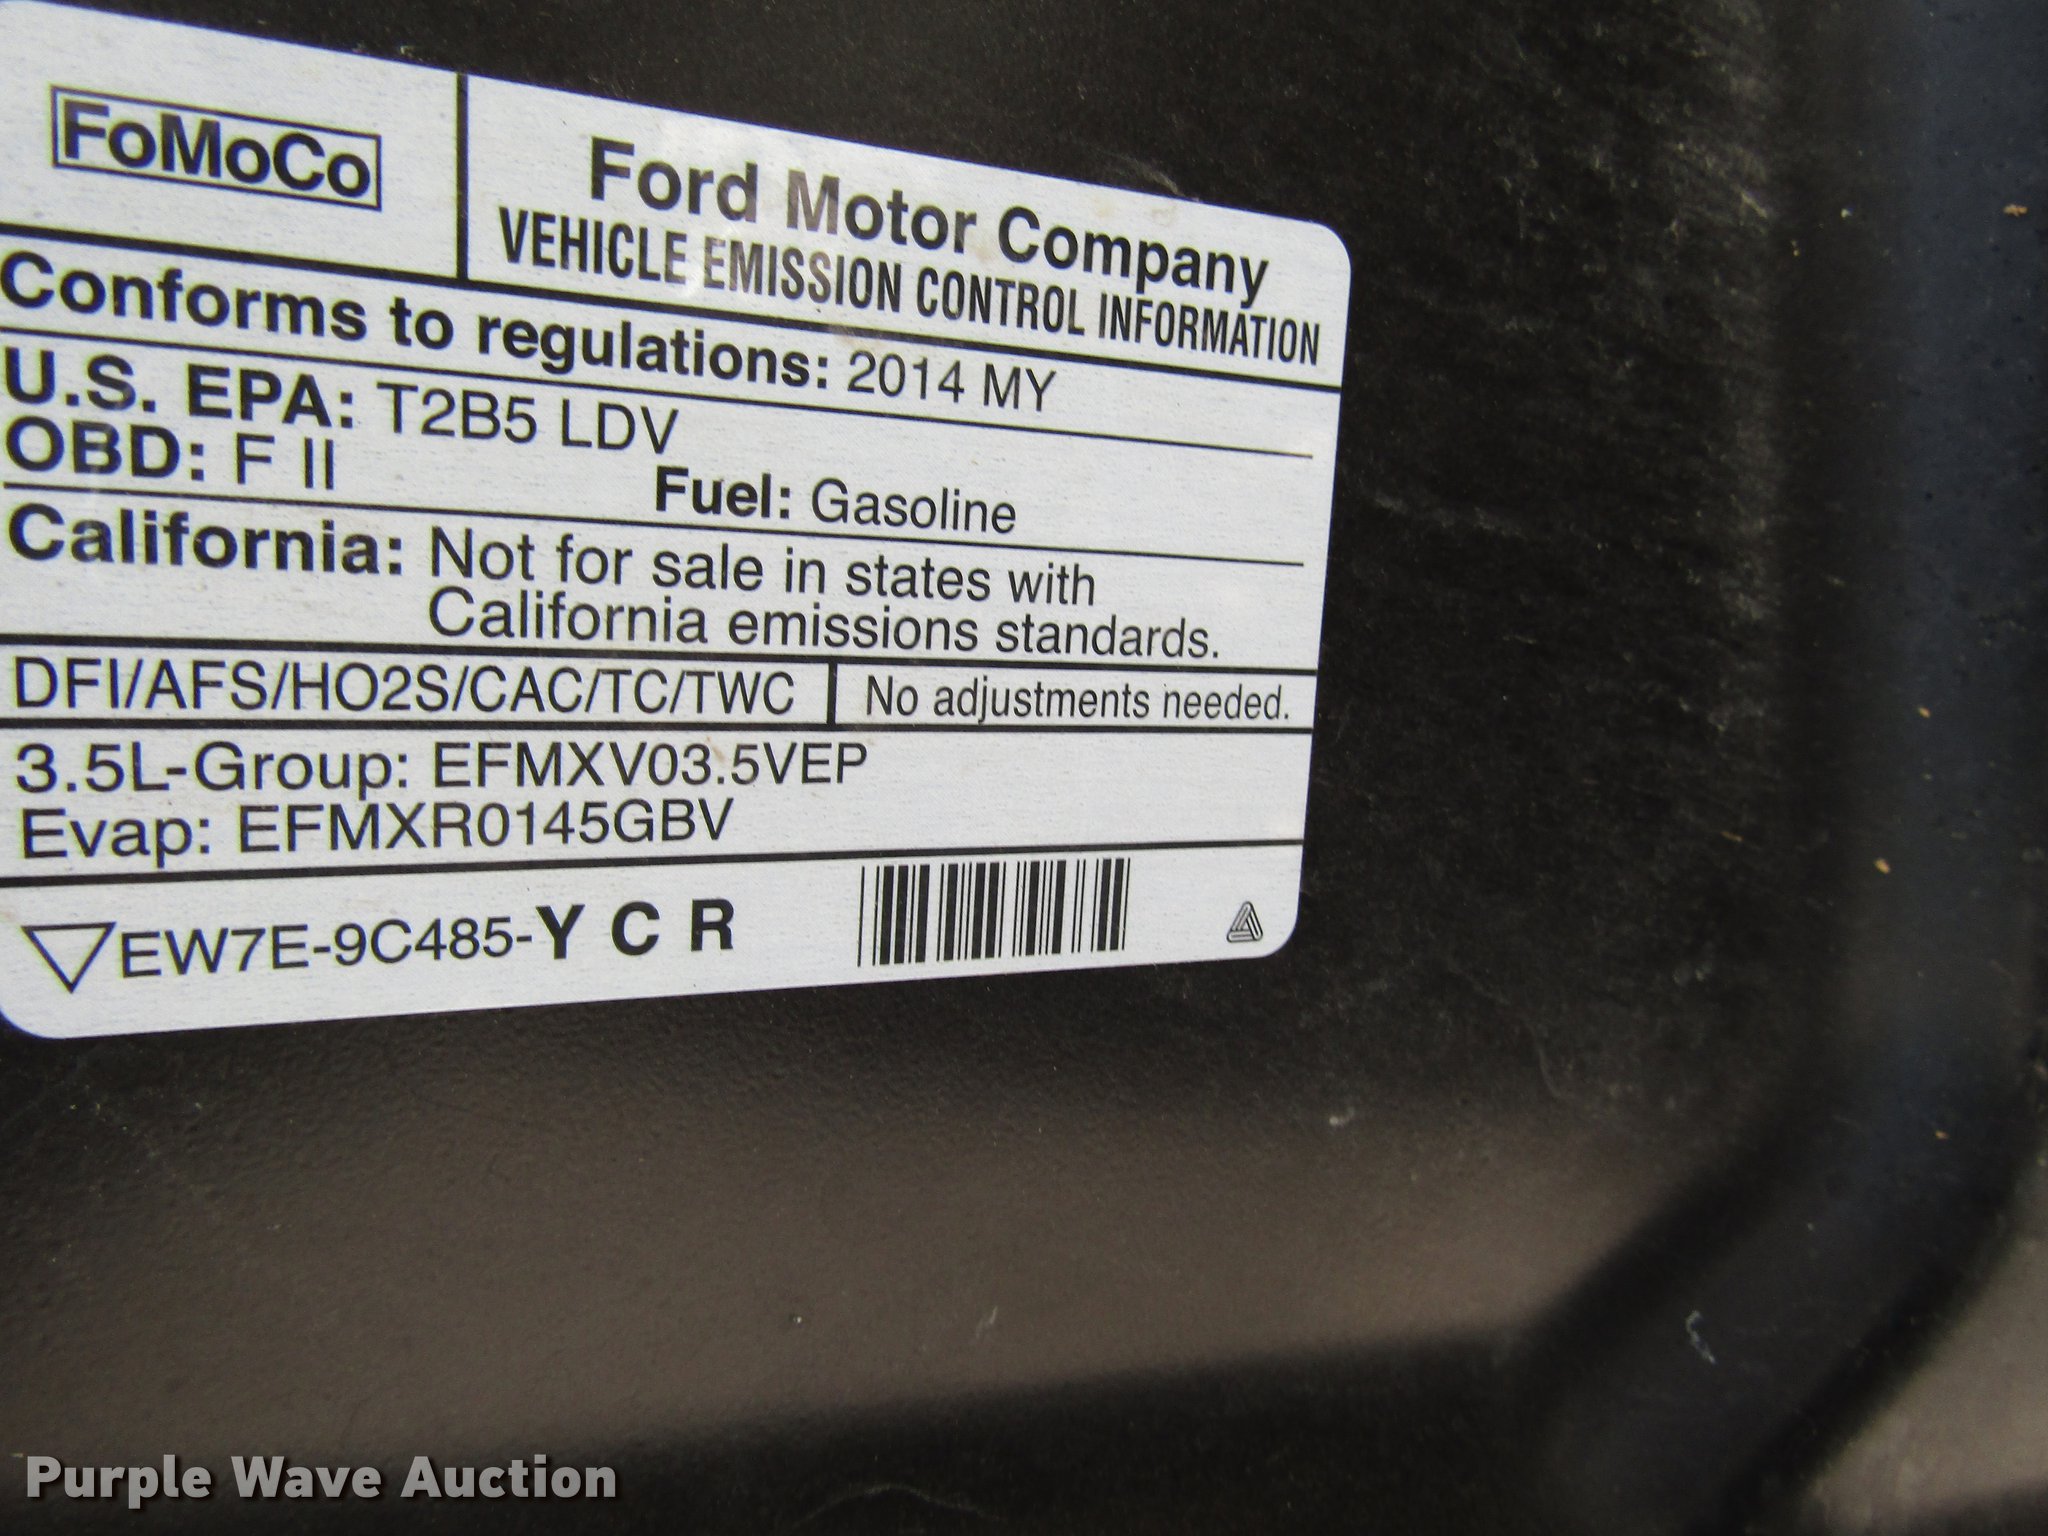 FoMoCo
Ford Motor Company
VEHICLE EMISSION CONTROL INFORMATION
Conforms to regulations: 2014 MY
U.S. EPA: T2B5 LDV
OBD: F II Fuel: Gasoline
California: Not for sale in states with
California emissions standards.
DFI/AFS/HO2S/CAC/TC/TWC No adjustments needed.
3.5L-Group: EFMXV03.5VEP
Evap: EFMXR0145GBV
EW7E-9C485-Y C R
Purple Wave Auction